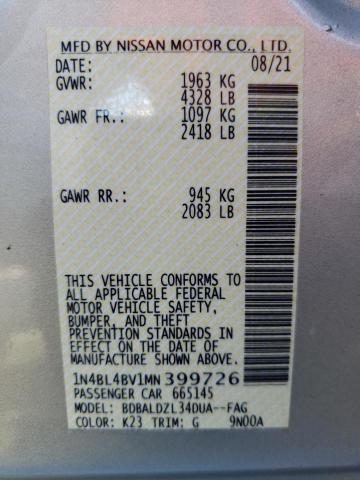 MFD BY NISSAN MOTOR CO., LTD.
DATE: 08/21
GVWR: 1963 KG
4328 LB
GAWR FR.: 1097 KG
2418 LB
GAWR RR.: 945 KG
2083 LB
THIS VEHICLE CONFORMS TO
ALL APPLICABLE FEDERAL
MOTOR VEHICLE SAFETY,
BUMPER, AND THEFT
PREVENTION STANDARDS IN
EFFECT ON THE DATE OF
MANUFACTURE SHOWN ABOVE.
1N4BL4BV1MN399726
PASSENGER CAR 665145
MODEL: BDBALDZL34DUA--FAG
COLOR: K23 TRIM: G 9N00A